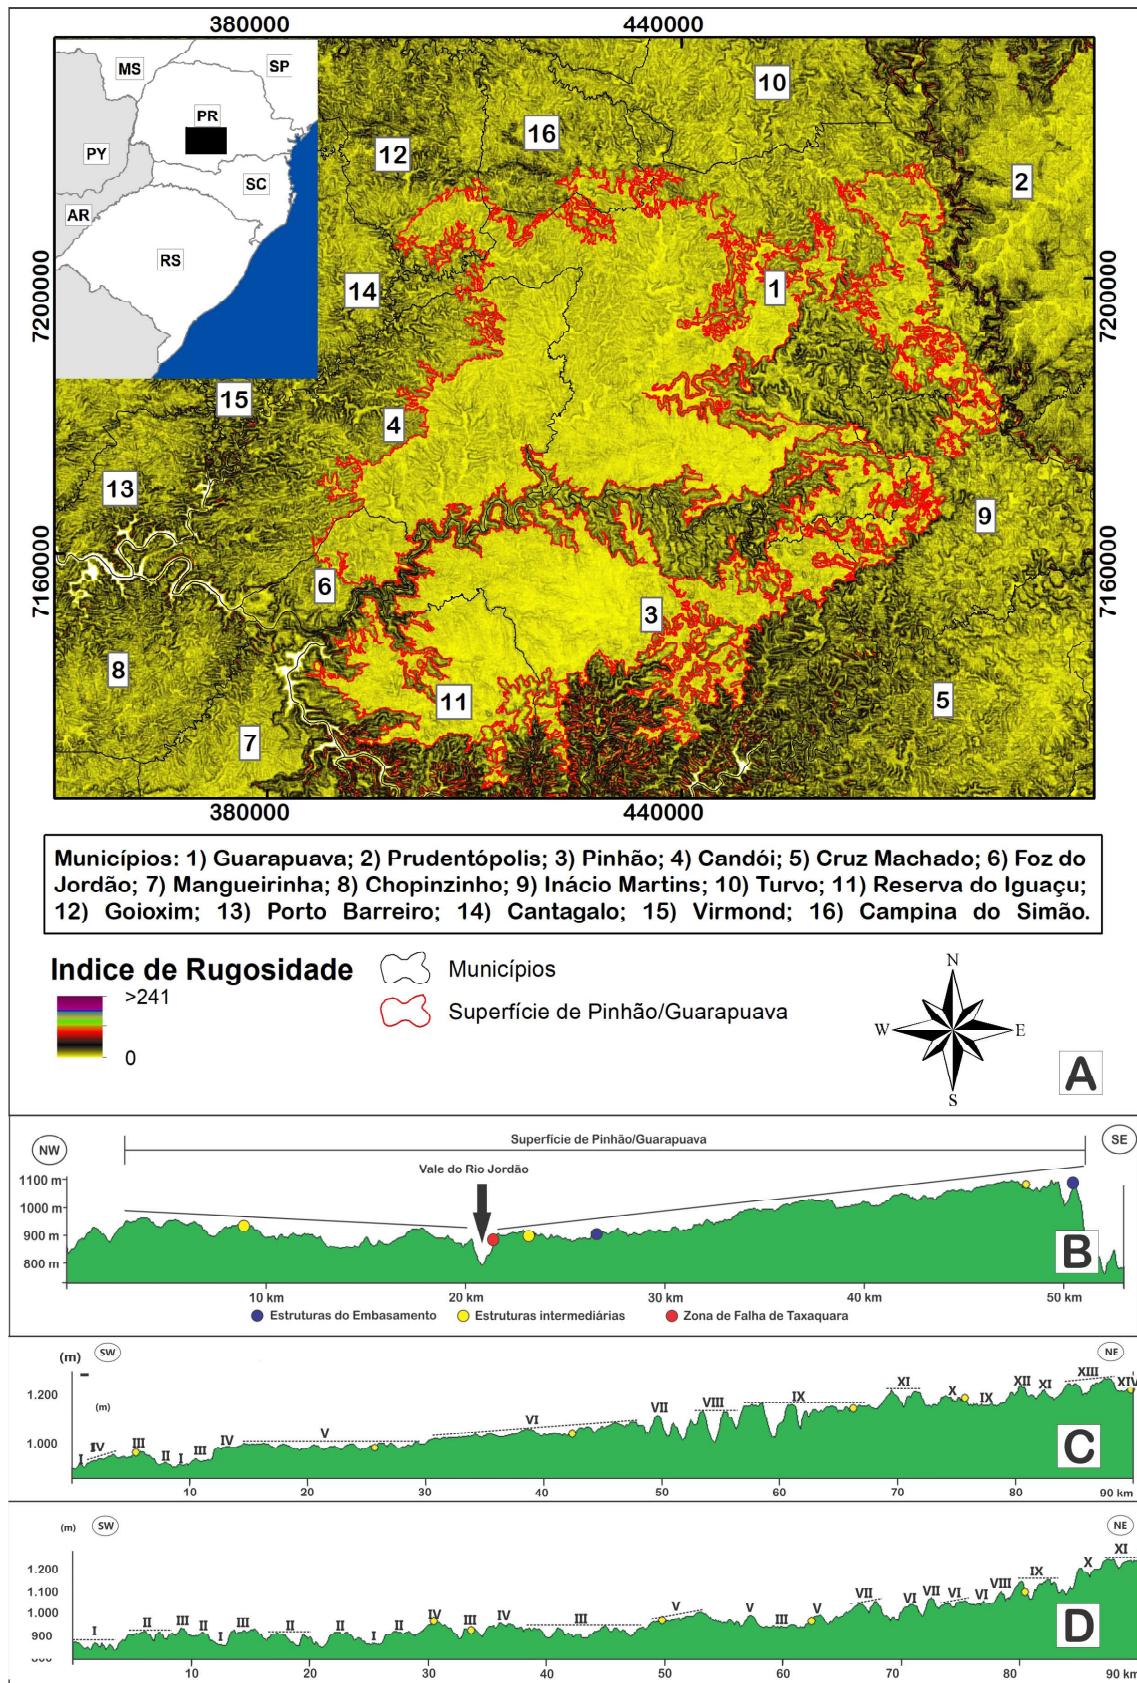 380000
440000
MS
SP
PR
PY
SC
AR
RS
10
16
12
2
14
1
15
4
13
9
6
3
8
11
5
7
7200000
7160000
7200000
7160000
380000
440000
Municípios: 1) Guarapuava; 2) Prudentópolis; 3) Pinhão; 4) Candói; 5) Cruz Machado; 6) Foz do
Jordão; 7) Mangueirinha; 8) Chopinzinho; 9) Inácio Martins; 10) Turvo; 11) Reserva do Iguaçu;
12) Goioxim; 13) Porto Barreiro; 14) Cantagalo; 15) Virmond; 16) Campina do Simão.
Indice de Rugosidade
>241
0
Municípios
Superfície de Pinhão/Guarapuava
N
W E
S
A
NW
Superfície de Pinhão/Guarapuava
SE
Vale do Rio Jordão
1100 m
1000 m
900 m
800 m
B
10 km 20 km 30 km 40 km 50 km
Estruturas do Embasamento Estruturas intermediárias Zona de Falha de Taxaquara
(m) SW NE
1.200
(m)
1.000
I IV III II I III IV V VI VII VIII IX XI X IX XII XI XIII XIV
C
10 20 30 40 50 60 70 80 90 km
(m) SW NE
1.200
1.100
1.000
900
I II III II I III II II I II IV III IV III V V III V VII VI VII VI VI VIII IX X XI
D
10 20 30 40 50 60 70 80 90 km